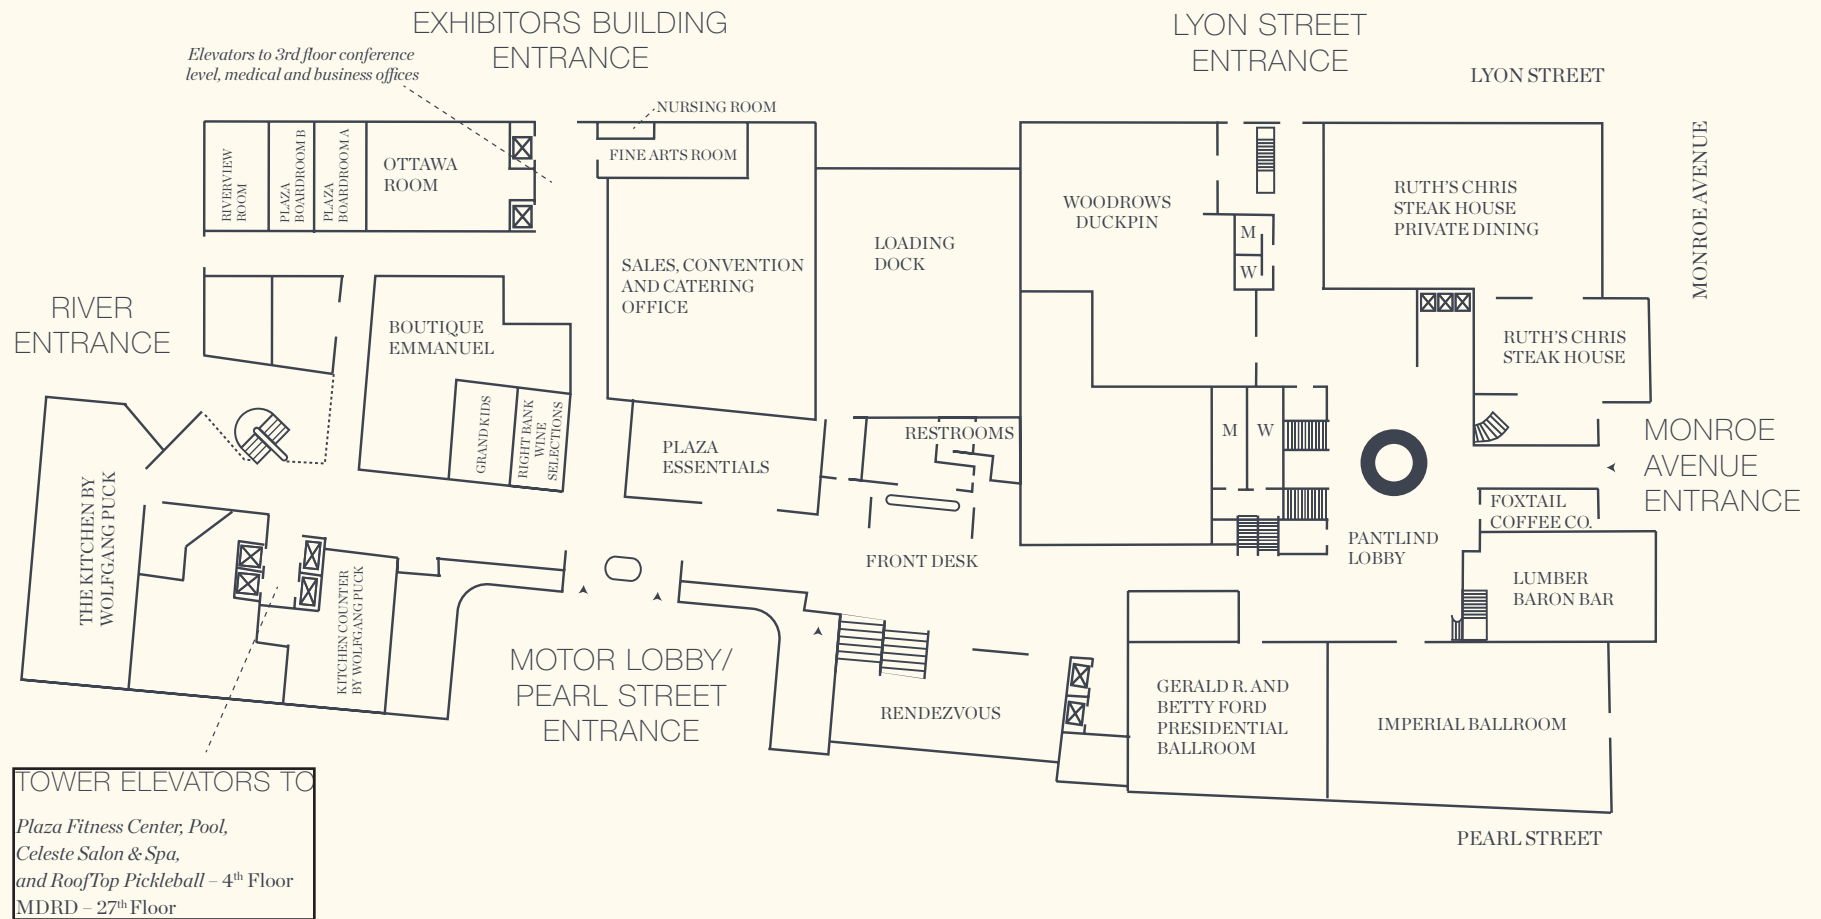 EXHIBITORS BUILDING
ENTRANCE
LYON STREET
ENTRANCE
Elevators to 3rd floor conference
level, medical and business offices
LYON STREET
NURSING ROOM
FINE ARTS ROOM
RIVERVIEW
ROOM
PLAZA
BOARDROOM B
PLAZA
BOARDROOM A
OTTAWA
ROOM
MONROE AVENUE
WOODROWS
DUCKPIN
RUTH'S CHRIS
STEAK HOUSE
PRIVATE DINING
M
W
LOADING
DOCK
SALES, CONVENTION
AND CATERING
OFFICE
RIVER
ENTRANCE
BOUTIQUE
EMMANUEL
RUTH'S CHRIS
STEAK HOUSE
GRAND KIDS
RIGHT BANK
WINE
SELECTIONS
PLAZA
ESSENTIALS
RESTROOMS
M
W
MONROE
AVENUE
ENTRANCE
THE KITCHEN BY
WOLFGANG PUCK
FOXTAIL
COFFEE CO.
PANTLIND
LOBBY
FRONT DESK
LUMBER
BARON BAR
KITCHEN COUNTER
BY WOLFGANG PUCK
MOTOR LOBBY/
PEARL STREET
ENTRANCE
RENDEZVOUS
GERALD R. AND
BETTY FORD
PRESIDENTIAL
BALLROOM
IMPERIAL BALLROOM
TOWER ELEVATORS TO
Plaza Fitness Center, Pool,
Celeste Salon & Spa,
and RoofTop Pickleball – 4th Floor
MDRD – 27th Floor
PEARL STREET